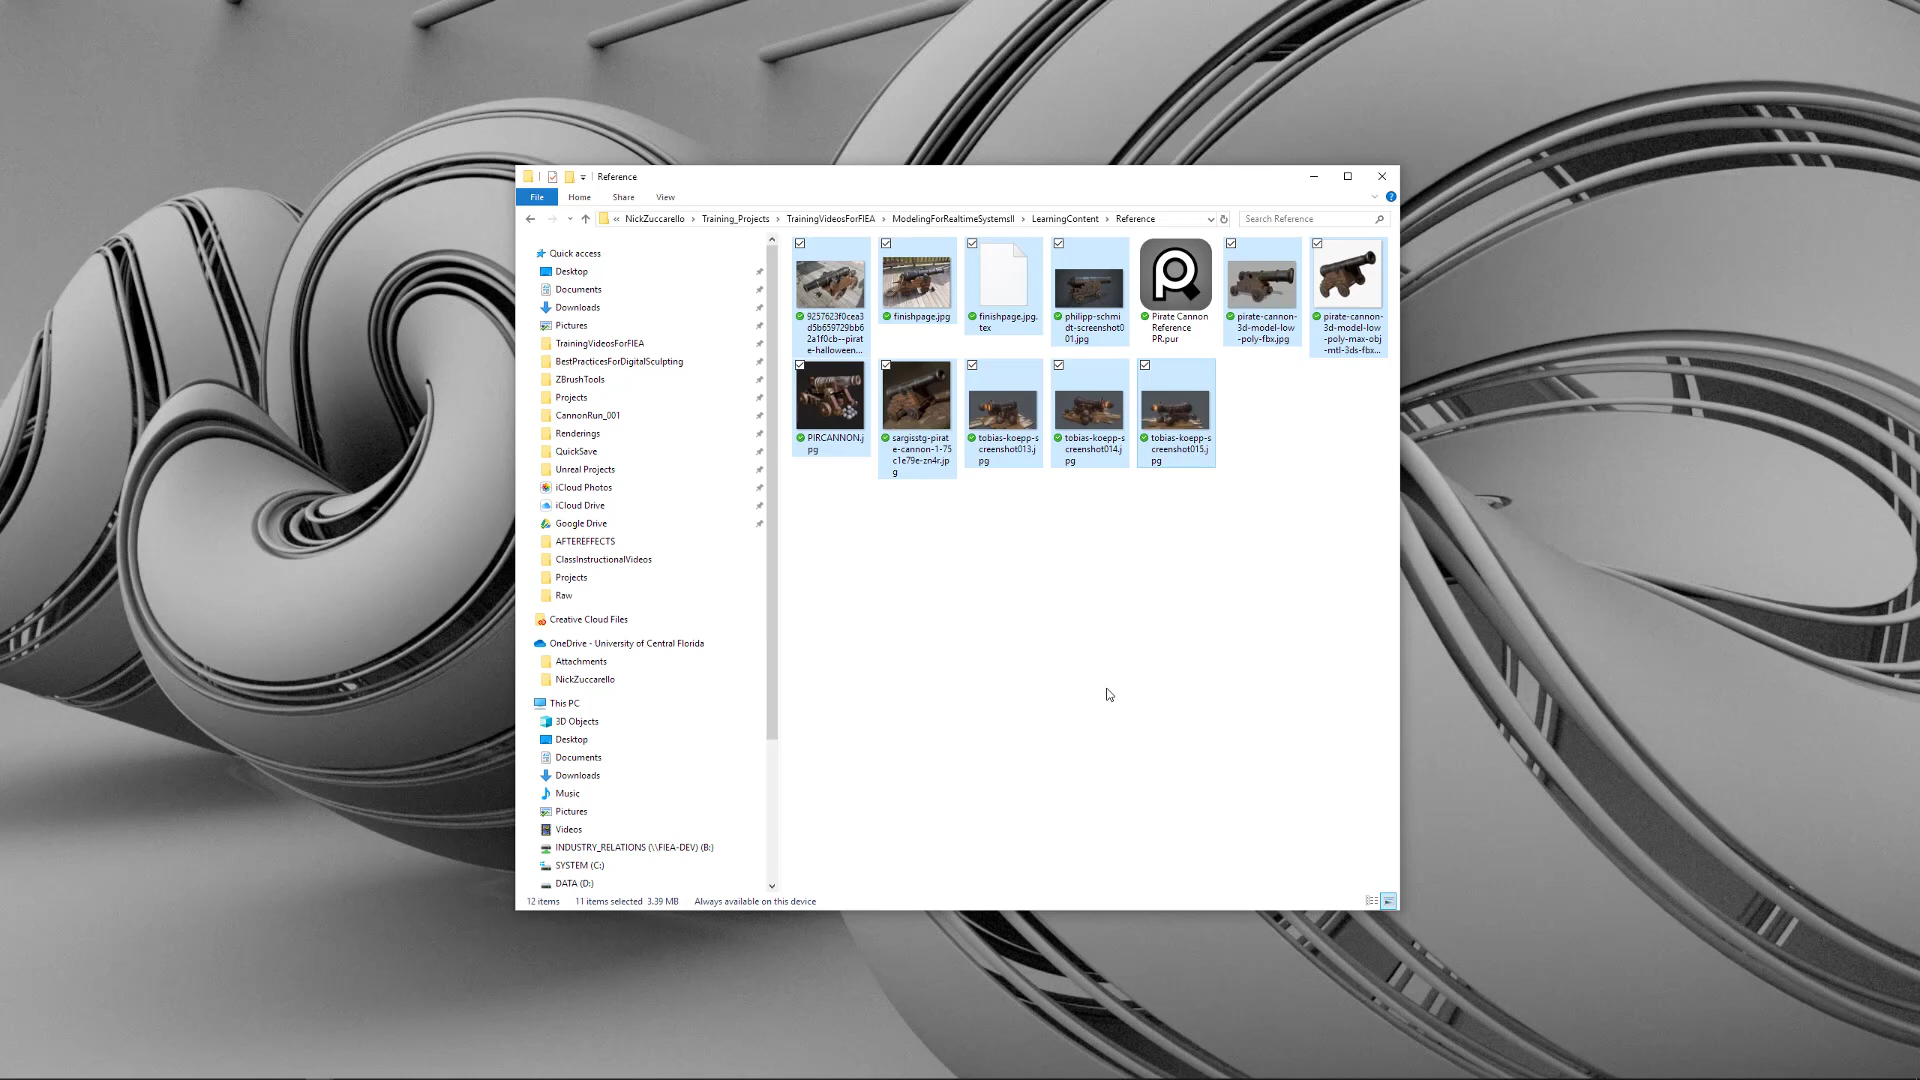 Reference
File Home Share View
« NickZuccarello › Training_Projects › TrainingVideosForFIEA › ModelingForRealtimeSystemsII › LearningContent › Reference
Search Reference
Quick access
Desktop
Documents
Downloads
Pictures
TrainingVideosForFIEA
BestPracticesForDigitalSculpting
ZBrushTools
Projects
CannonRun_001
Renderings
QuickSave
Unreal Projects
iCloud Photos
iCloud Drive
Google Drive
AFTEREFFECTS
ClassInstructionalVideos
Projects
Raw
Creative Cloud Files
OneDrive - University of Central Florida
Attachments
NickZuccarello
This PC
3D Objects
Desktop
Documents
Downloads
Music
Pictures
Videos
INDUSTRY_RELATIONS (\\FIEA-DEV) (B:)
SYSTEM (C:)
DATA (D:)
9257623f0cea3
d5b659729bb6
2a1f0cb--pirat
e-halloween...
finishpage.jpg
finishpage.jpg.
tex
philipp-schmi
dt-screenshot0
01.jpg
Pirate Cannon
Reference
PR.pur
pirate-cannon-
3d-model-low
-poly-fbx.jpg
pirate-cannon-
3d-model-low
-poly-max-obj
-mtl-3ds-fbx...
PIRCANNON.j
pg
sargisstg-pirat
e-cannon-1-75
c1e79e-zn4r.jp
g
tobias-koepp-s
creenshot013.j
pg
tobias-koepp-s
creenshot014.j
pg
tobias-koepp-s
creenshot015.j
pg
12 items 11 items selected 3.39 MB Always available on this device